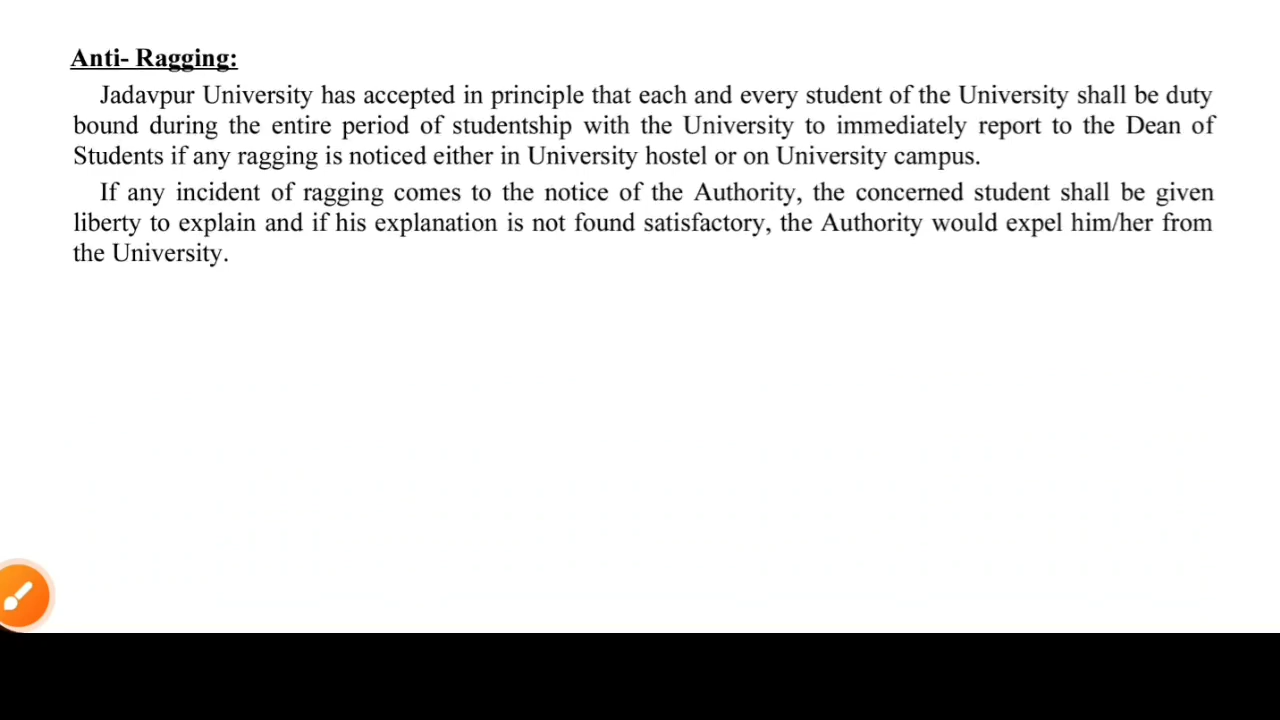 Anti- Ragging:
Jadavpur University has accepted in principle that each and every student of the University shall be duty
bound during the entire period of studentship with the University to immediately report to the Dean of
Students if any ragging is noticed either in University hostel or on University campus.
If any incident of ragging comes to the notice of the Authority, the concerned student shall be given
liberty to explain and if his explanation is not found satisfactory, the Authority would expel him/her from
the University.